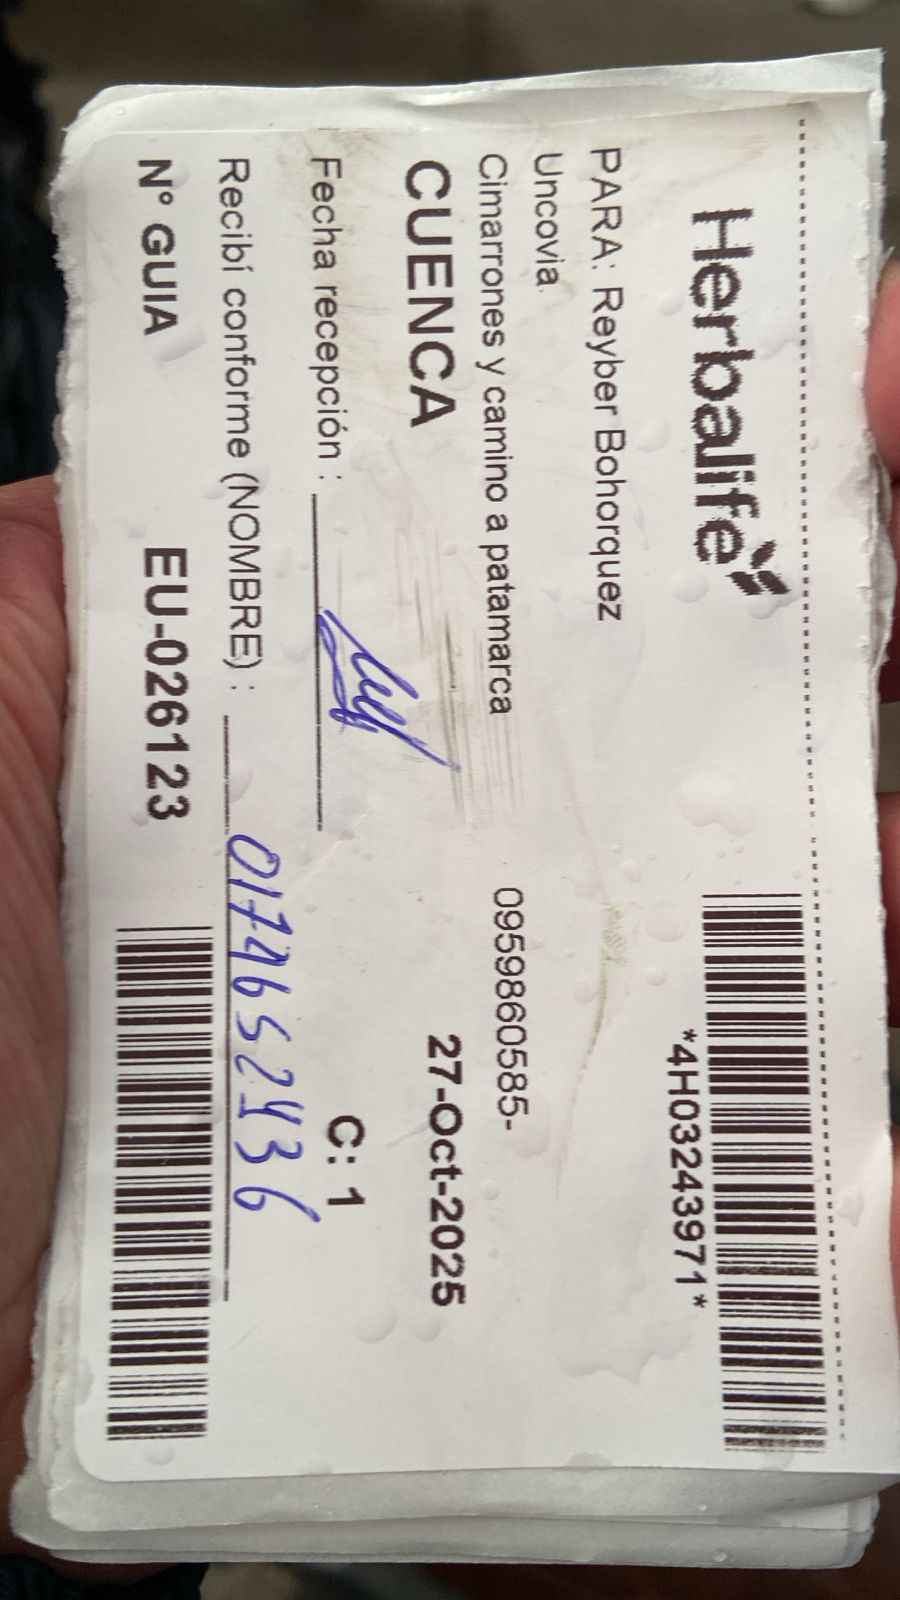 Herbalife
*4H03243971*
PARA: Reyber Bohorquez
Uncovia
Cimarrones y camino a patamarca 0959860585-
CUENCA 27-Oct-2025
Fecha recepción :
C: 1
Recibí conforme (NOMBRE) : 0174652436
N° GUIA EU-026123